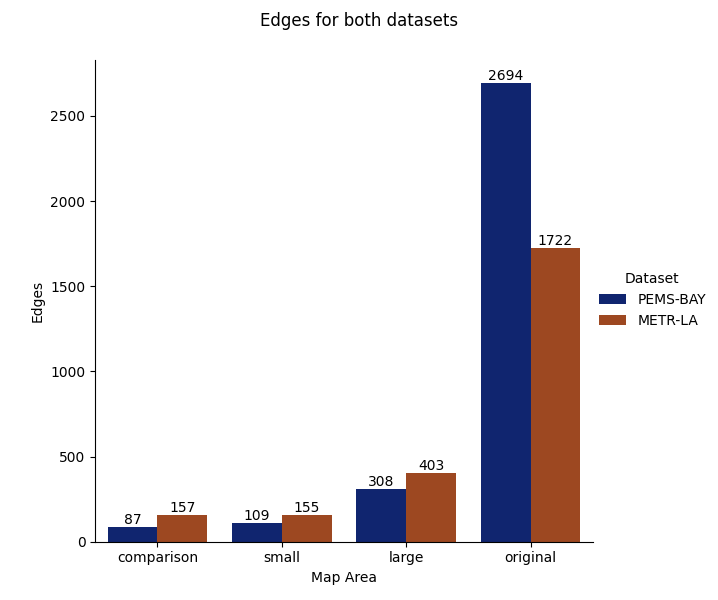 Edges for both datasets
2694
2500
2000
1722
1500
1000
500
0
Edges
87
157
109
155
308
403
comparison
small
large
original
Map Area
Dataset
PEMS-BAY
METR-LA